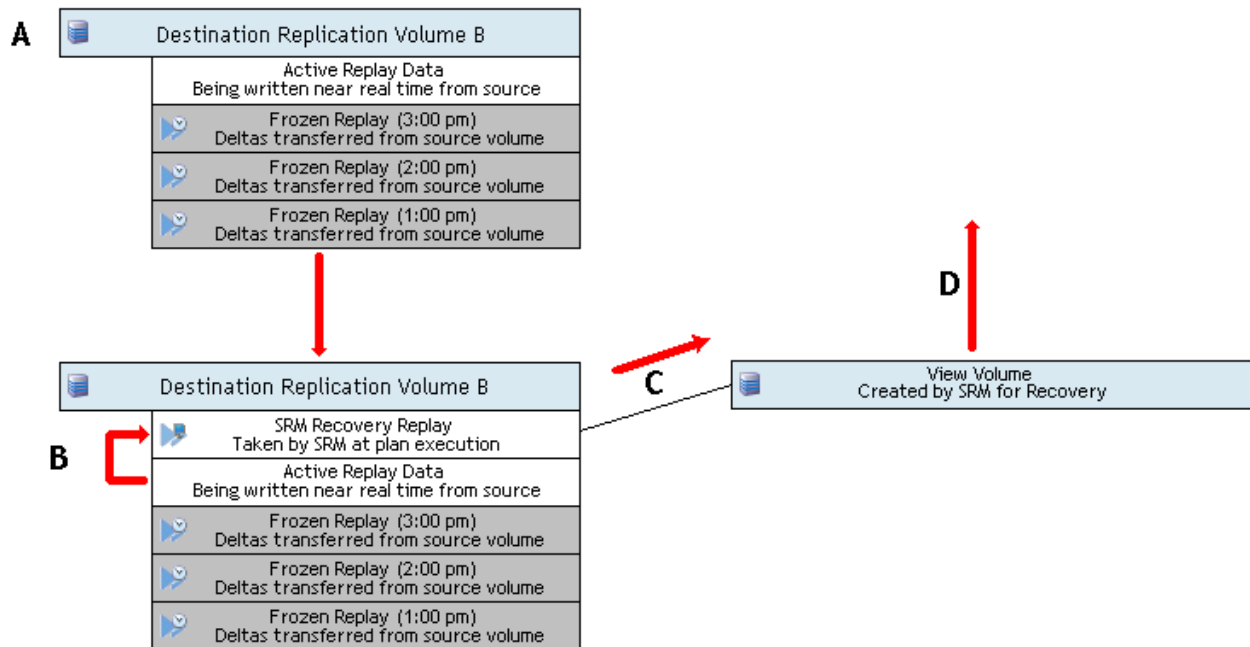 A
Destination Replication Volume B
Active Replay Data
Being written near real time from source
Frozen Replay (3:00 pm)
Deltas transferred from source volume
Frozen Replay (2:00 pm)
Deltas transferred from source volume
Frozen Replay (1:00 pm)
Deltas transferred from source volume
D
Destination Replication Volume B
C
View Volume
Created by SRM for Recovery
B
SRM Recovery Replay
Taken by SRM at plan execution
Active Replay Data
Being written near real time from source
Frozen Replay (3:00 pm)
Deltas transferred from source volume
Frozen Replay (2:00 pm)
Deltas transferred from source volume
Frozen Replay (1:00 pm)
Deltas transferred from source volume